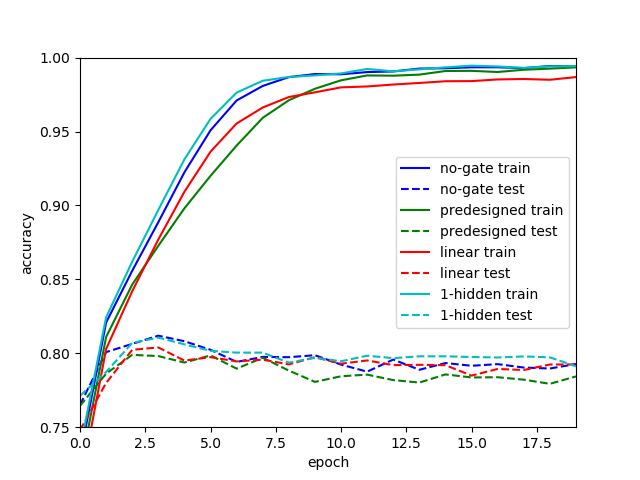 1.00
0.95
0.90
0.85
0.80
0.75
accuracy
0.0
2.5
5.0
7.5
10.0
12.5
15.0
17.5
epoch
no-gate train
no-gate test
predesigned train
predesigned test
linear train
linear test
1-hidden train
1-hidden test